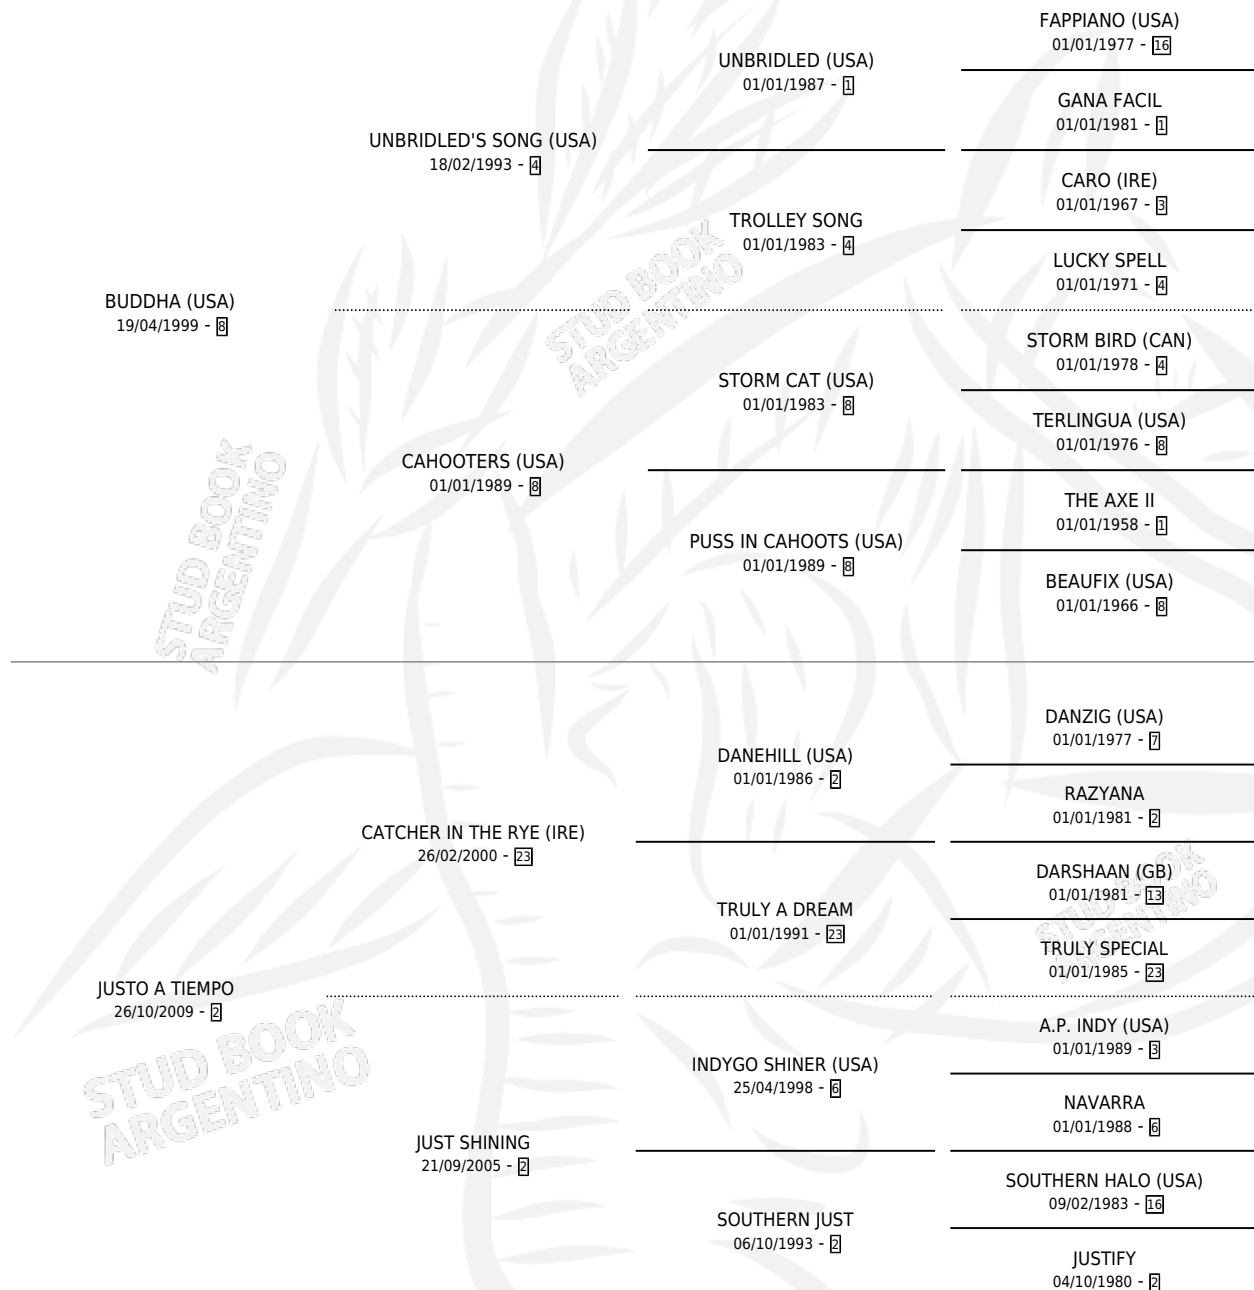 FAPPIANO (USA)
01/01/1977 - 16
UNBRIDLED (USA)
01/01/1987 - 1
GANA FACIL
01/01/1981 - 1
UNBRIDLED'S SONG (USA)
18/02/1993 - 4
CARO (IRE)
01/01/1967 - 3
TROLLEY SONG
01/01/1983 - 4
LUCKY SPELL
01/01/1971 - 4
BUDDHA (USA)
19/04/1999 - 8
STORM BIRD (CAN)
01/01/1978 - 4
STORM CAT (USA)
01/01/1983 - 8
TERLINGUA (USA)
01/01/1976 - 8
CAHOOTERS (USA)
01/01/1989 - 8
THE AXE II
01/01/1958 - 1
PUSS IN CAHOOTS (USA)
01/01/1989 - 8
BEAUFIX (USA)
01/01/1966 - 8
DANZIG (USA)
01/01/1977 - 7
DANEHILL (USA)
01/01/1986 - 2
RAZYANA
01/01/1981 - 2
CATCHER IN THE RYE (IRE)
26/02/2000 - 23
DARSHAAN (GB)
01/01/1981 - 13
TRULY A DREAM
01/01/1991 - 23
TRULY SPECIAL
01/01/1985 - 23
JUSTO A TIEMPO
26/10/2009 - 2
A.P. INDY (USA)
01/01/1989 - 3
INDYGO SHINER (USA)
25/04/1998 - 6
NAVARRA
01/01/1988 - 6
JUST SHINING
21/09/2005 - 2
SOUTHERN HALO (USA)
09/02/1983 - 16
SOUTHERN JUST
06/10/1993 - 2
JUSTIFY
04/10/1980 - 2
STUD BOOK
ARGENTINO
STUD BOOK
ARGENTINO
STUD BOOK
ARGENTINO
STUD BOOK
ARGENTINO